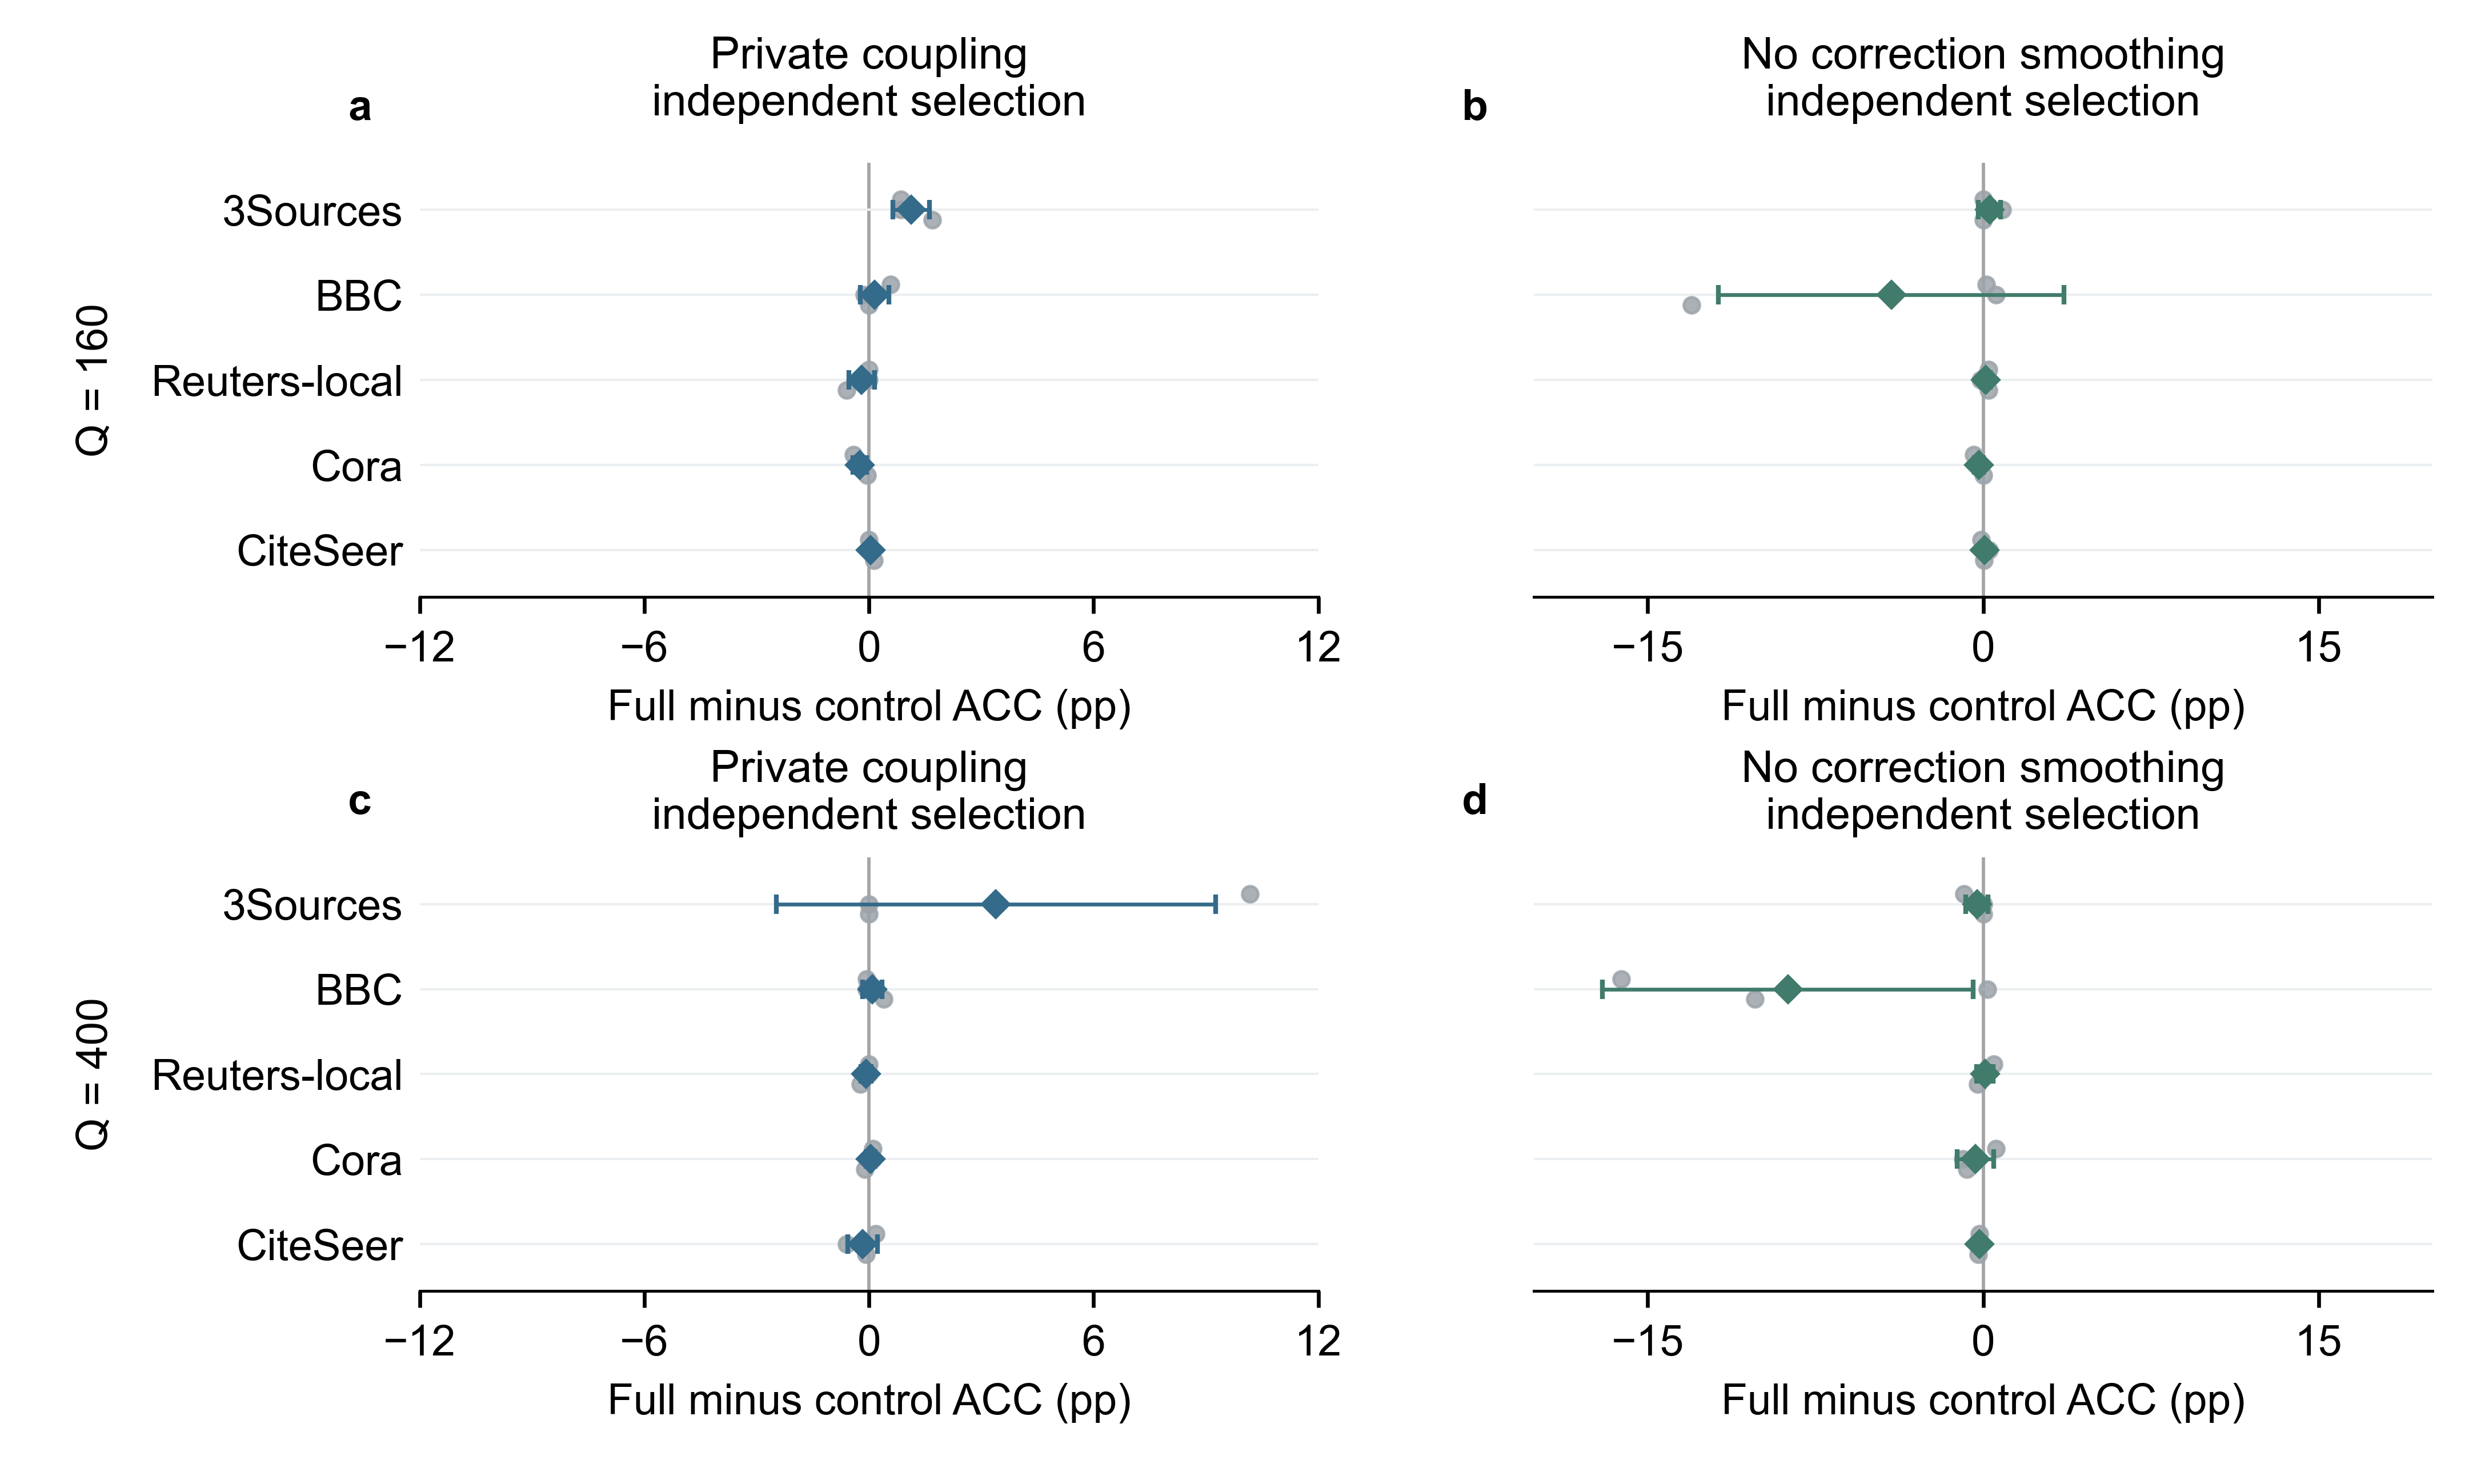 Private coupling
independent selection
a
No correction smoothing
independent selection
b
Q = 160
3Sources
BBC
Reuters-local
Cora
CiteSeer
−12
−6
0
6
12
Full minus control ACC (pp)
−15
0
15
Full minus control ACC (pp)
Private coupling
independent selection
c
No correction smoothing
independent selection
d
Q = 400
3Sources
BBC
Reuters-local
Cora
CiteSeer
−12
−6
0
6
12
Full minus control ACC (pp)
−15
0
15
Full minus control ACC (pp)